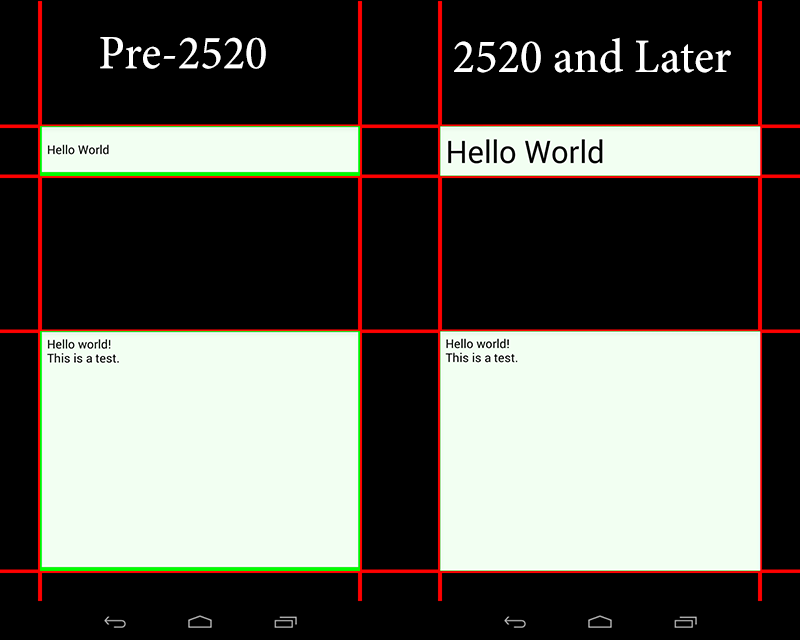 Pre-2520
2520 and Later
Hello World
Hello World
Hello world!
This is a test.
Hello world!
This is a test.